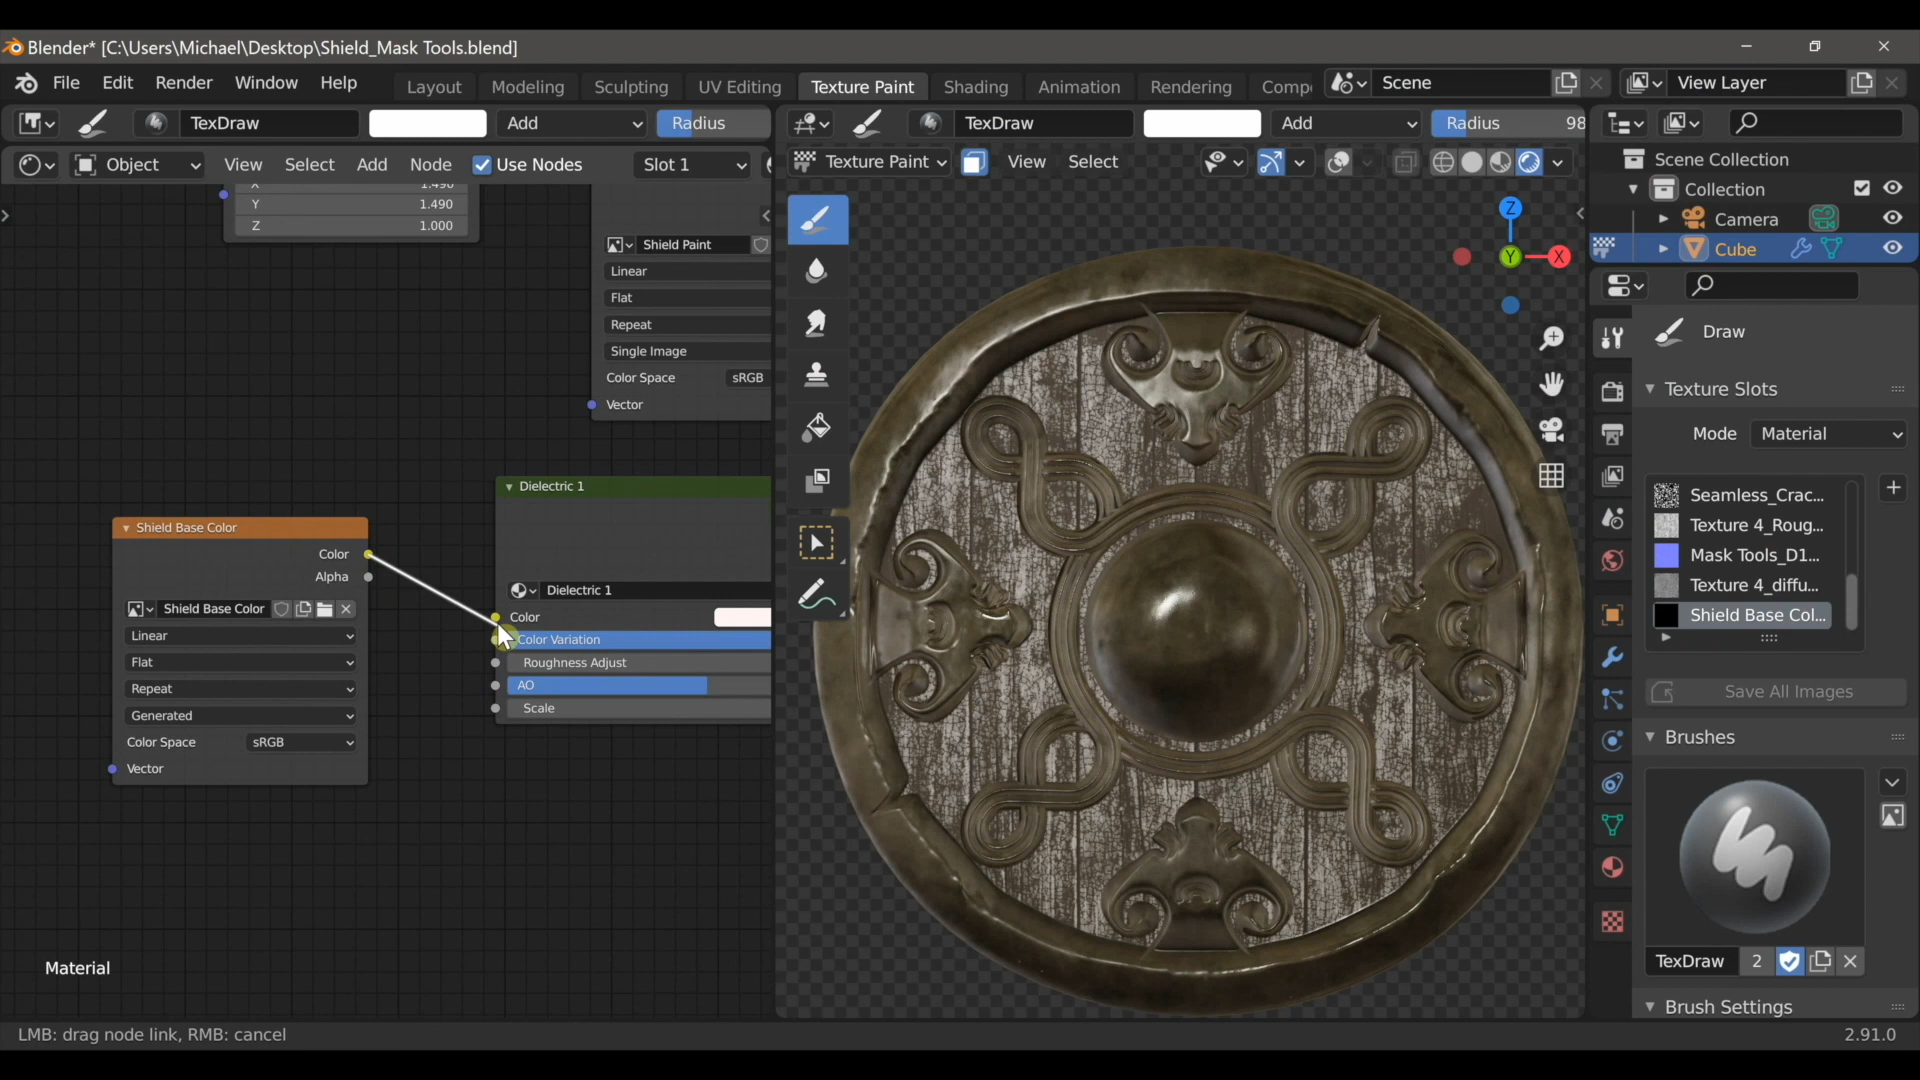 Blender* [C:\Users\Michael\Desktop\Shield_Mask Tools.blend]
File Edit Render Window Help
Layout Modeling Sculpting UV Editing Texture Paint Shading Animation Rendering Comp
Scene
View Layer
TexDraw Add Radius
TexDraw Add Radius 98
Object View Select Add Node Use Nodes Slot 1
Texture Paint View Select
Scene Collection
Collection
Camera
Cube
X 1.490
Y 1.490
Z 1.000
Shield Paint
Linear
Flat
Repeat
Single Image
Color Space sRGB
Vector
Dielectric 1
Dielectric 1
Color
Color Variation
Roughness Adjust
AO
Scale
Shield Base Color
Color
Alpha
Shield Base Color
Linear
Flat
Repeat
Generated
Color Space sRGB
Vector
Material
Z
Y
X
Draw
Texture Slots
Mode Material
Seamless_Crac...
Texture 4_Roug...
Mask Tools_D1...
Texture 4_diffu...
Shield Base Col...
Save All Images
Brushes
TexDraw 2
Brush Settings
LMB: drag node link, RMB: cancel
2.91.0